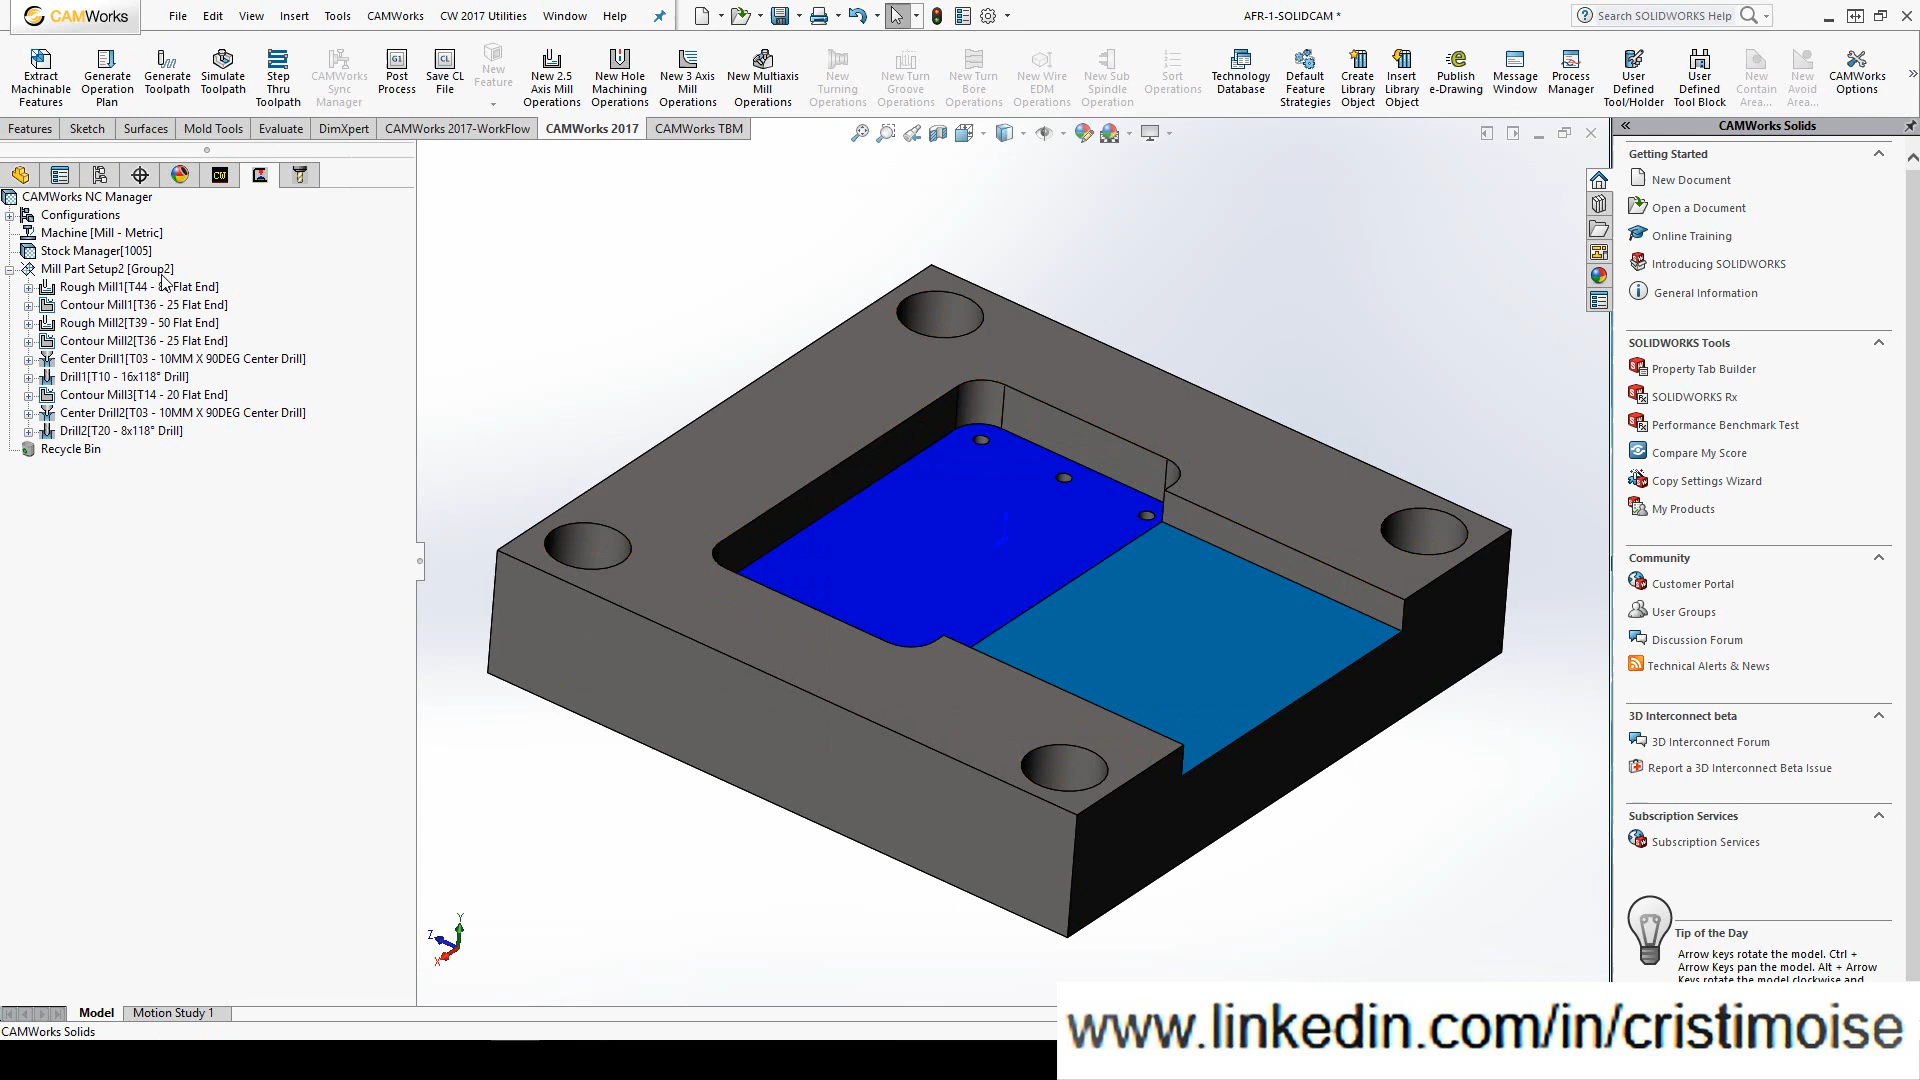 CAMWorks
File Edit View Insert Tools CAMWorks CW 2017 Utilities Window Help
AFR-1-SOLIDCAM *
Search SOLIDWORKS Help
Extract Machinable Features
Generate Operation Plan
Generate Toolpath
Simulate Toolpath
Step Thru Toolpath
CAMWorks Sync Manager
G1
Post Process
CL
Save CL File
New Feature
New 2.5 Axis Mill Operations
New Hole Machining Operations
New 3 Axis Mill Operations
New Multiaxis Mill Operations
New Turning Operations
New Turn Groove Operations
New Turn Bore Operations
New Wire EDM Operations
New Sub Spindle Operation
Sort Operations
Technology Database
Default Feature Strategies
Create Library Object
Insert Library Object
Publish e-Drawing
Message Window
Process Manager
User Defined Tool/Holder
User Defined Tool Block
New Contain Area...
New Avoid Area...
CAMWorks Options
Features Sketch Surfaces Mold Tools Evaluate DimXpert CAMWorks 2017-WorkFlow CAMWorks 2017 CAMWorks TBM
CW
CAMWorks NC Manager
Configurations
Machine [Mill - Metric]
Stock Manager[1005]
Mill Part Setup2 [Group2]
Rough Mill1[T44 - Flat End]
Contour Mill1[T36 - 25 Flat End]
Rough Mill2[T39 - 50 Flat End]
Contour Mill2[T36 - 25 Flat End]
Center Drill1[T03 - 10MM X 90DEG Center Drill]
Drill1[T10 - 16x118° Drill]
Contour Mill3[T14 - 20 Flat End]
Center Drill2[T03 - 10MM X 90DEG Center Drill]
Drill2[T20 - 8x118° Drill]
Recycle Bin
Y
Z
X
CAMWorks Solids
Getting Started
New Document
Open a Document
Online Training
Introducing SOLIDWORKS
General Information
SOLIDWORKS Tools
Property Tab Builder
SOLIDWORKS Rx
Performance Benchmark Test
Compare My Score
Copy Settings Wizard
My Products
Community
Customer Portal
User Groups
Discussion Forum
Technical Alerts & News
3D Interconnect beta
3D Interconnect Forum
Report a 3D Interconnect Beta Issue
Subscription Services
Subscription Services
Tip of the Day
Arrow keys rotate the model. Ctrl +
Arrow Keys pan the model. Alt + Arrow
Keys rotate the model clockwise and
Model Motion Study 1
CAMWorks Solids
www.linkedin.com/in/cristimoise